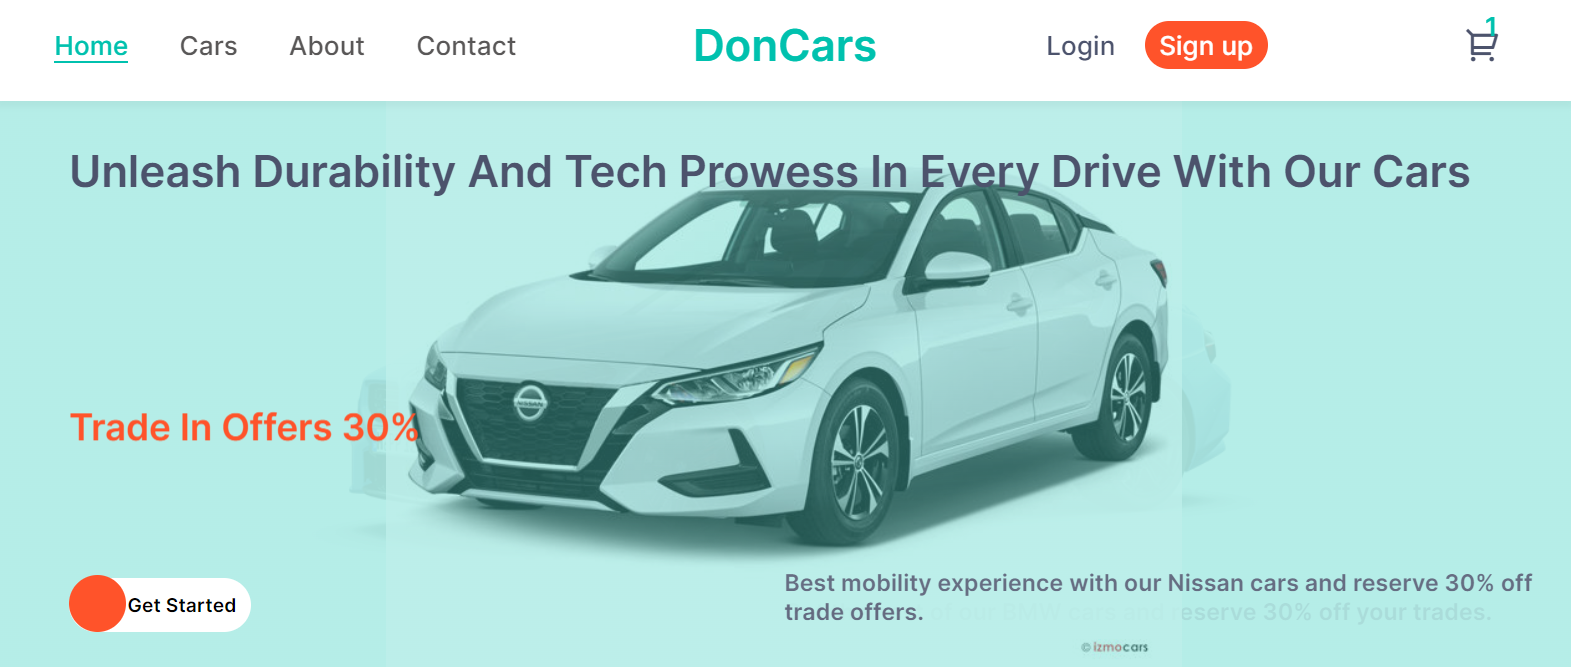 Home Cars About Contact DonCars Login Sign up 1
Unleash Durability And Tech Prowess In Every Drive With Our Cars
NISSAN
Trade In Offers 30%
Get Started
Best mobility experience with our Nissan cars and reserve 30% off
trade offers.
of our BMW cars and reserve 30% off your trades.
© izmocars